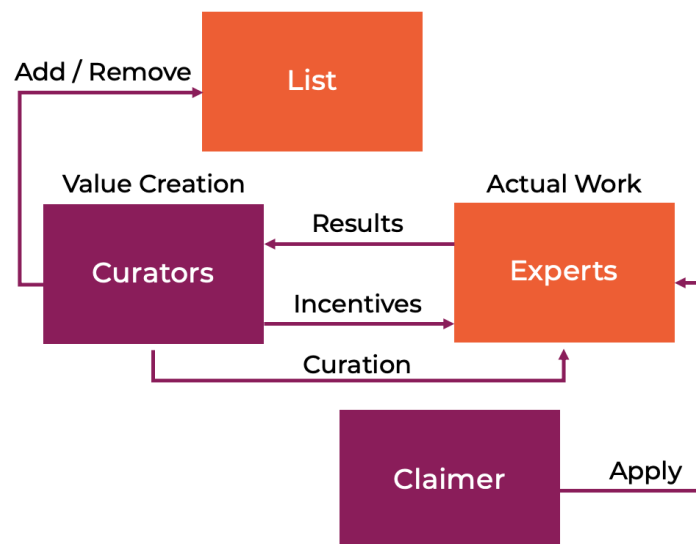 List
Add / Remove
Value Creation
Actual Work
Curators
Results
Experts
Incentives
Curation
Claimer
Apply